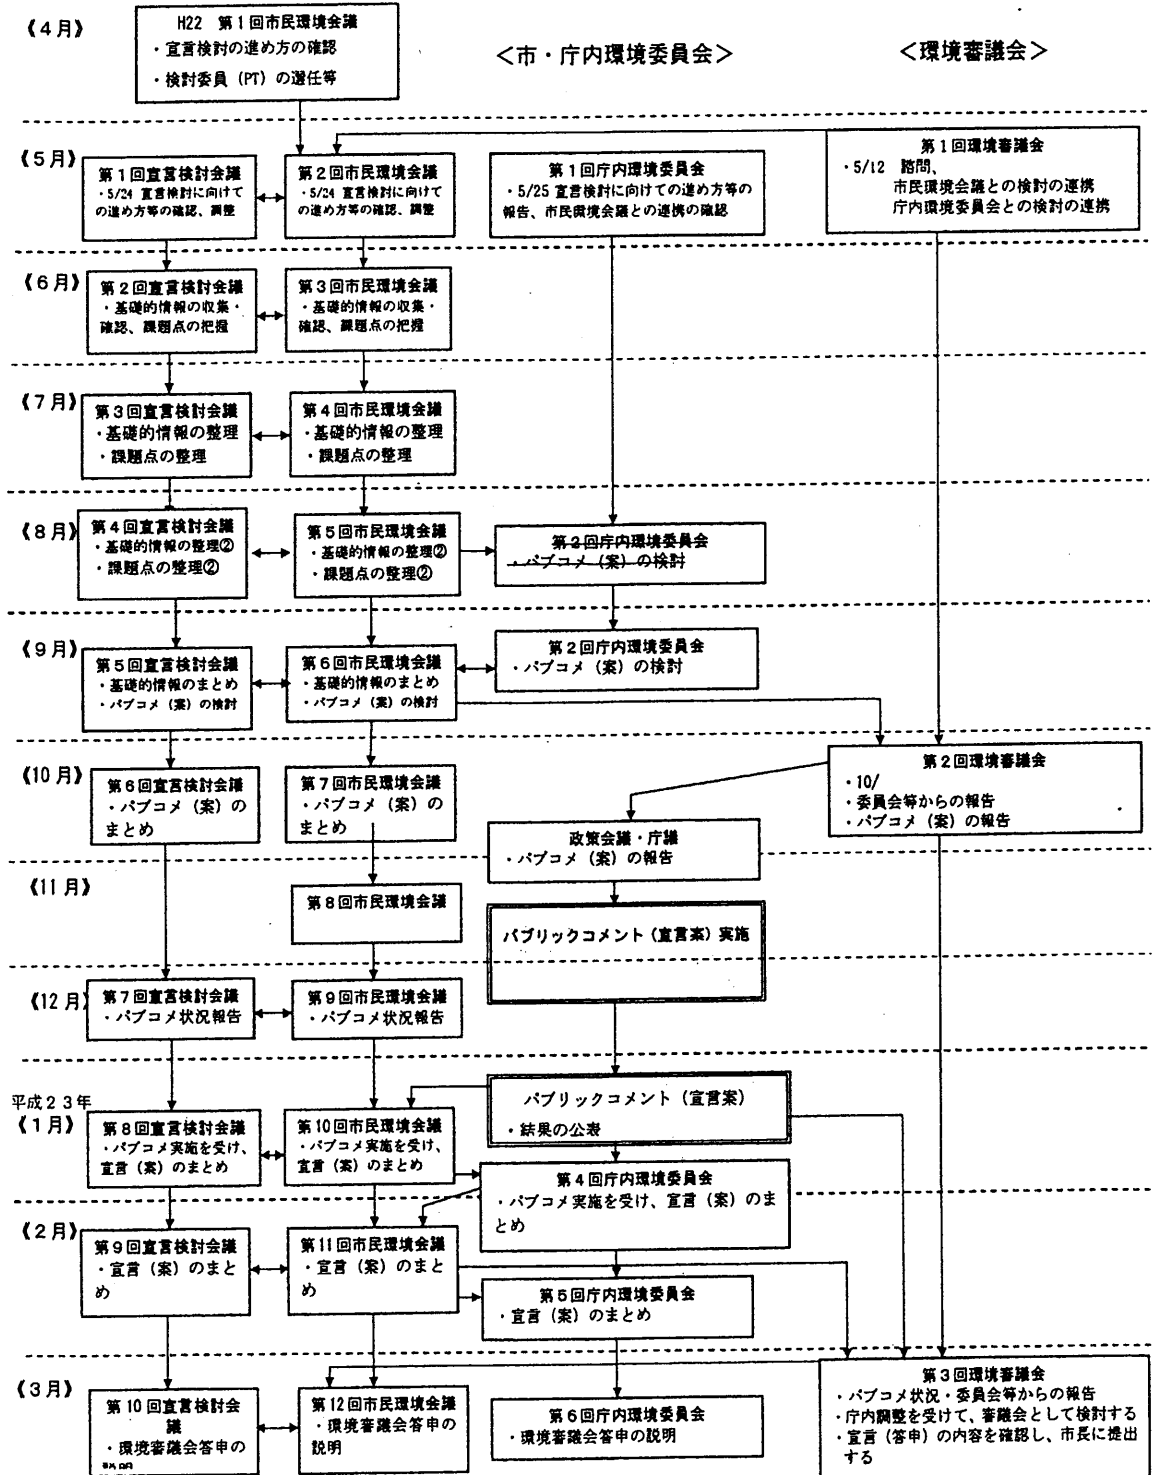 《4月》
H22 第1回市民環境会議
・宣言検討の進め方の確認
・検討委員(PT)の選任等
<市・庁内環境委員会>
<環境審議会>
《5月》
第1回宣言検討会議
・5/24 宣言検討に向けて
の進め方等の確認、調整
第2回市民環境会議
・5/24 宣言検討に向けて
の進め方等の確認、調整
第1回庁内環境委員会
・5/25 宣言検討に向けての進め方等の
報告、市民環境会議との連携の確認
第1回環境審議会
・5/12 諮問、
市民環境会議との検討の連携
庁内環境委員会との検討の連携
《6月》
第2回宣言検討会議
・基礎的情報の収集・
確認、課題点の把握
第3回市民環境会議
・基礎的情報の収集・
確認、課題点の把握
《7月》
第3回宣言検討会議
・基礎的情報の整理
・課題点の整理
第4回市民環境会議
・基礎的情報の整理
・課題点の整理
《8月》
第4回宣言検討会議
・基礎的情報の整理②
・課題点の整理②
第5回市民環境会議
・基礎的情報の整理②
・課題点の整理②
第2回庁内環境委員会
・パブコメ(案)の検討
《9月》
第5回宣言検討会議
・基礎的情報のまとめ
・パブコメ(案)の検討
第6回市民環境会議
・基礎的情報のまとめ
・パブコメ(案)の検討
第2回庁内環境委員会
・パブコメ(案)の検討
《10月》
第6回宣言検討会議
・パブコメ(案)の
まとめ
第7回市民環境会議
・パブコメ(案)の
まとめ
第2回環境審議会
・10/
・委員会等からの報告
・パブコメ(案)の報告
政策会議・庁議
・パブコメ(案)の報告
《11月》
第8回市民環境会議
パブリックコメント(宣言案)実施
《12月》
第7回宣言検討会議
・パブコメ状況報告
第9回市民環境会議
・パブコメ状況報告
平成23年
《1月》
第8回宣言検討会議
・パブコメ実施を受け、
宣言(案)のまとめ
第10回市民環境会議
・パブコメ実施を受け、
宣言(案)のまとめ
パブリックコメント(宣言案)
・結果の公表
第4回庁内環境委員会
・パブコメ実施を受け、宣言(案)のま
とめ
《2月》
第9回宣言検討会議
・宣言(案)のまと
め
第11回市民環境会議
・宣言(案)のまと
め
第5回庁内環境委員会
・宣言(案)のまとめ
《3月》
第10回宣言検討会
議
・環境審議会答申の
説明
第12回市民環境会議
・環境審議会答申の
説明
第6回庁内環境委員会
・環境審議会答申の説明
第3回環境審議会
・パブコメ状況・委員会等からの報告
・庁内調整を受けて、審議会として検討する
・宣言(答申)の内容を確認し、市長に提出
する